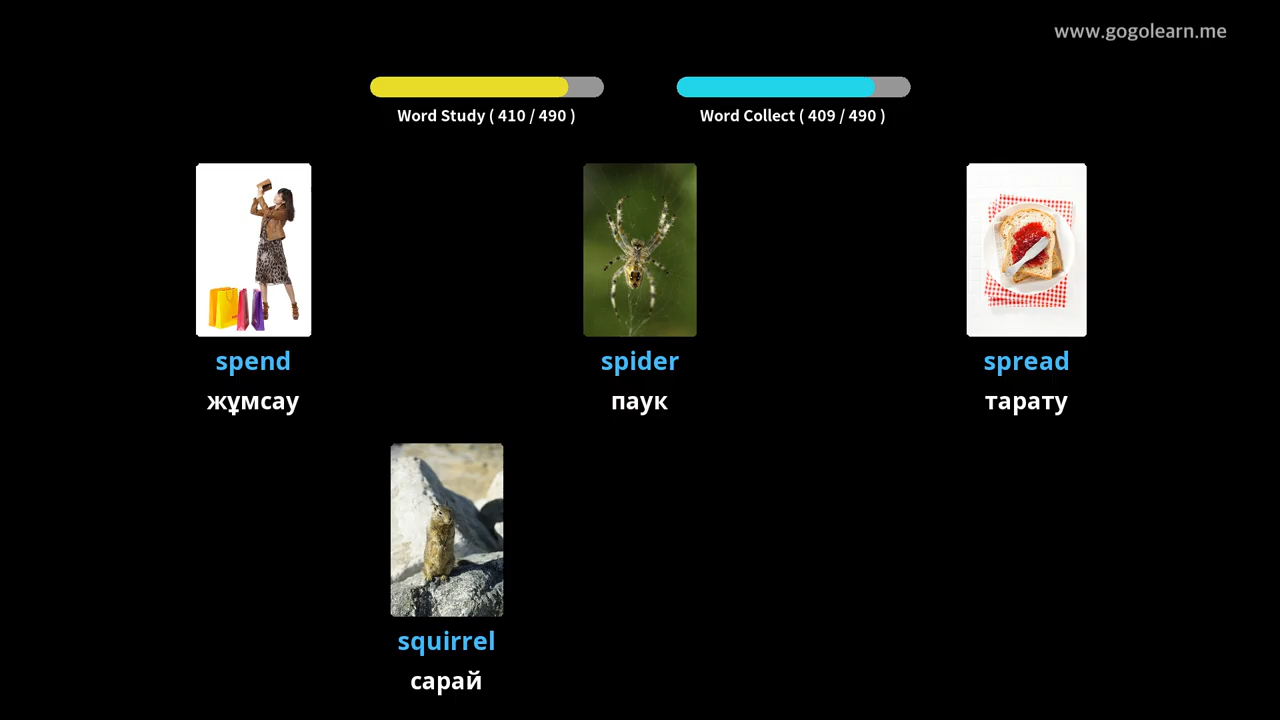 www.gogolearn.me
Word Study ( 410 / 490 )
Word Collect ( 409 / 490 )
spend
жұмсау
spider
паук
spread
тарату
squirrel
сарай